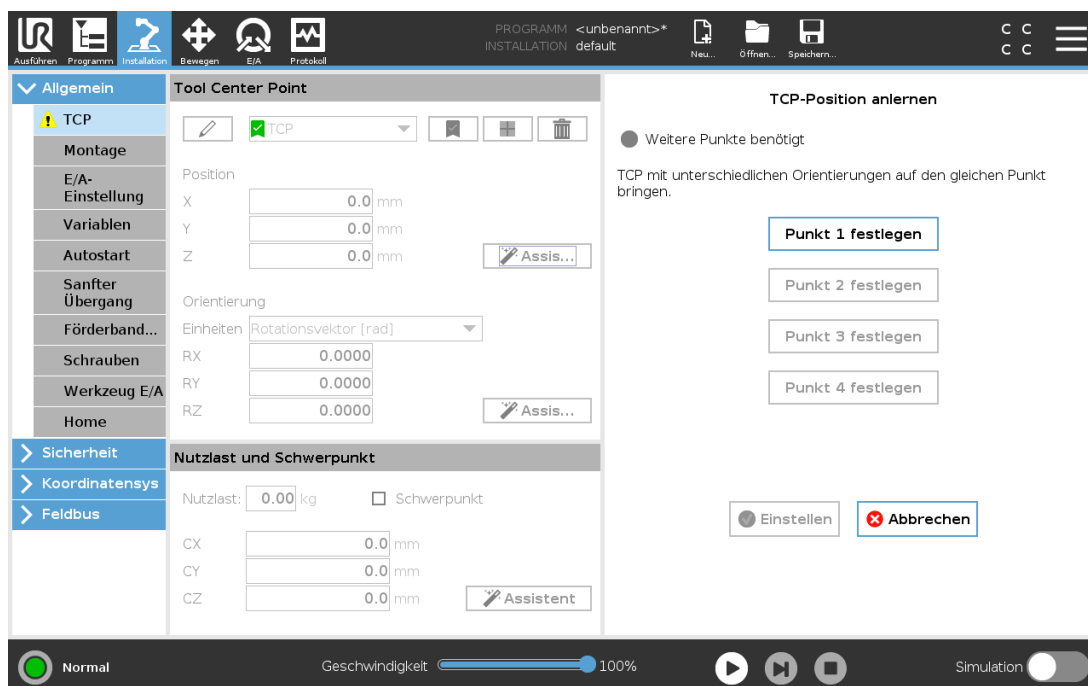 PROGRAMM <unbenannt>*
INSTALLATION default
Ausführen Programm Installation Bewegen E/A Protokoll
Neu... Öffnen... Speichern...
C C
C C
Allgemein
TCP
Montage
E/A-
Einstellung
Variablen
Autostart
Sanfter
Übergang
Förderband...
Schrauben
Werkzeug E/A
Home
Sicherheit
Koordinatensys
Feldbus
Tool Center Point
TCP
Position
X 0.0 mm
Y 0.0 mm
Z 0.0 mm Assis...
Orientierung
Einheiten Rotationsvektor [rad]
RX 0.0000
RY 0.0000
RZ 0.0000 Assis...
Nutzlast und Schwerpunkt
Nutzlast: 0.00 kg Schwerpunkt
CX 0.0 mm
CY 0.0 mm
CZ 0.0 mm Assistent
TCP-Position anlernen
Weitere Punkte benötigt
TCP mit unterschiedlichen Orientierungen auf den gleichen Punkt
bringen.
Punkt 1 festlegen
Punkt 2 festlegen
Punkt 3 festlegen
Punkt 4 festlegen
Einstellen Abbrechen
Normal Geschwindigkeit 100% Simulation